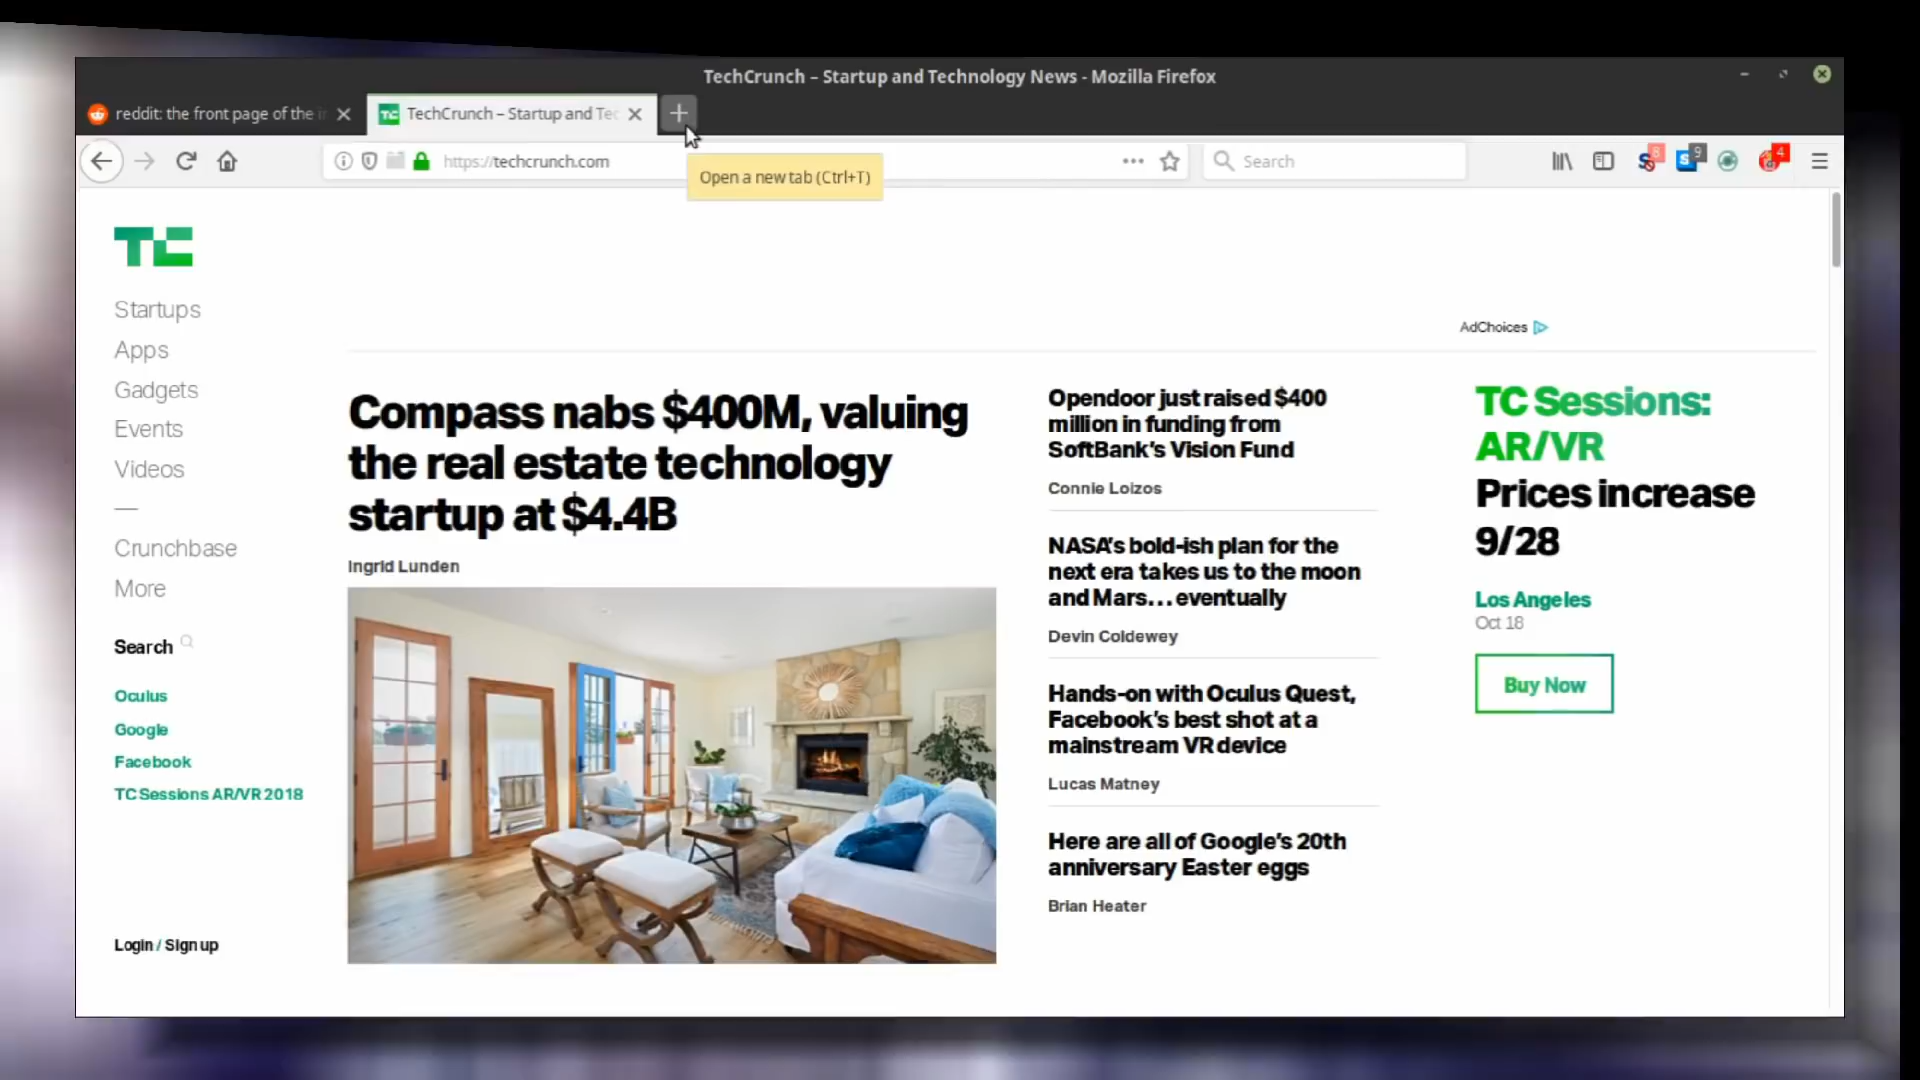 TechCrunch – Startup and Technology News - Mozilla Firefox
reddit: the front page of the
TechCrunch – Startup and Tec
https://techcrunch.com
Search
8
9
4
Open a new tab (Ctrl+T)
TC
Startups
Apps
Gadgets
Events
Videos
—
Crunchbase
More
Search
Oculus
Google
Facebook
TC Sessions AR/VR 2018
Login / Sign up
AdChoices
Compass nabs $400M, valuing
the real estate technology
startup at $4.4B
Ingrid Lunden
Opendoor just raised $400
million in funding from
SoftBank’s Vision Fund
Connie Loizos
NASA’s bold-ish plan for the
next era takes us to the moon
and Mars…eventually
Devin Coldewey
Hands-on with Oculus Quest,
Facebook’s best shot at a
mainstream VR device
Lucas Matney
Here are all of Google’s 20th
anniversary Easter eggs
Brian Heater
TC Sessions:
AR/VR
Prices increase
9/28
Los Angeles
Oct 18
Buy Now